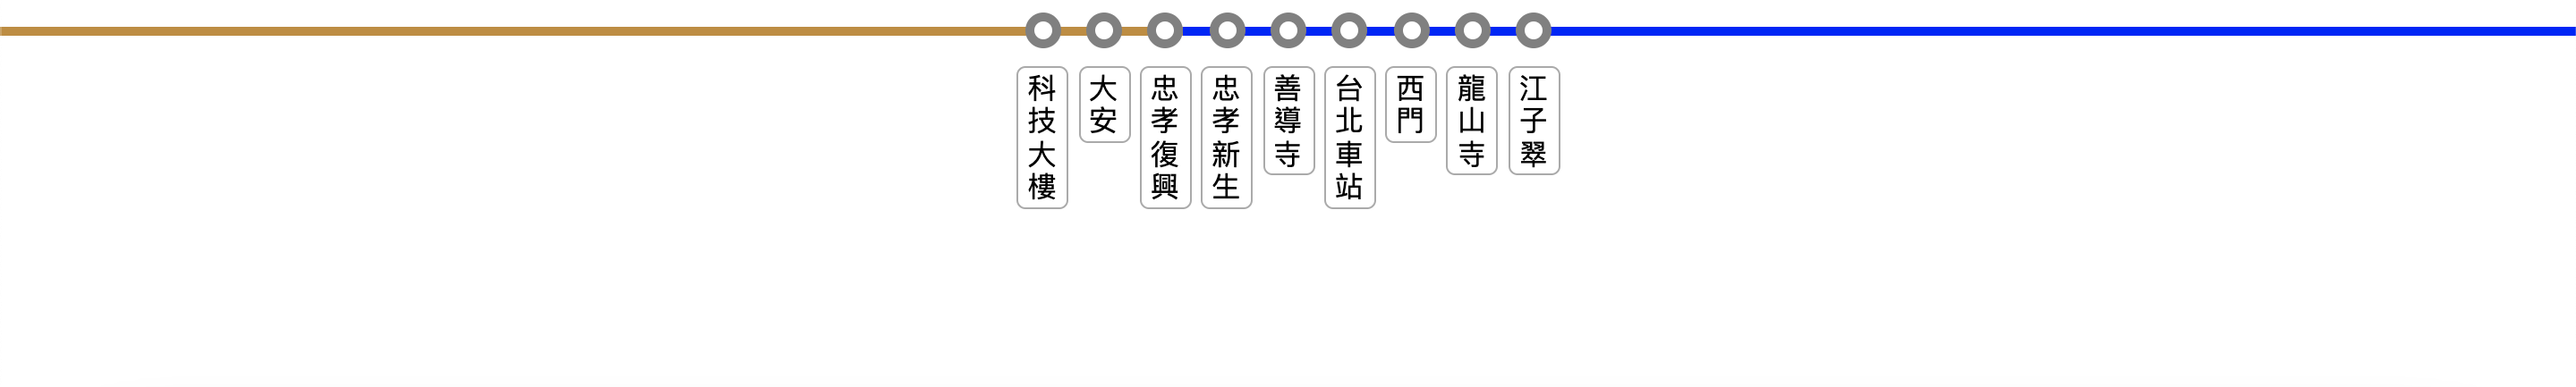 科技大樓
大安
忠孝復興
忠孝新生
善導寺
台北車站
西門
龍山寺
江子翠